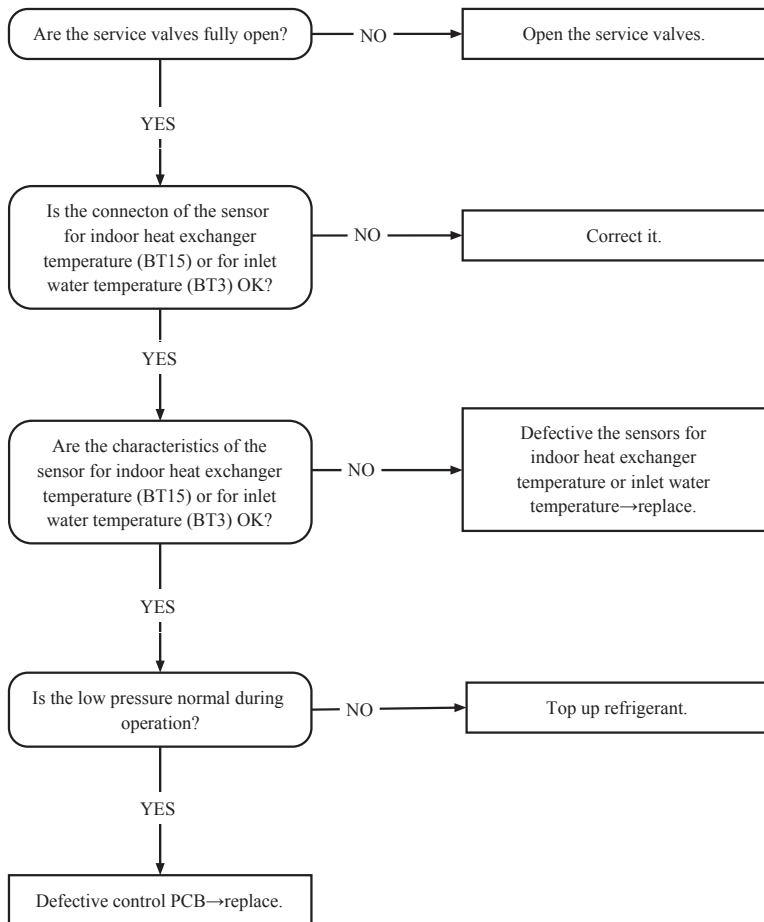 Are the service valves fully open?
NO
Open the service valves.
YES
Is the connecton of the sensor
for indoor heat exchanger
temperature (BT15) or for inlet
water temperature (BT3) OK?
NO
Correct it.
YES
Are the characteristics of the
sensor for indoor heat exchanger
temperature (BT15) or for inlet
water temperature (BT3) OK?
NO
Defective the sensors for
indoor heat exchanger
temperature or inlet water
temperature→replace.
YES
Is the low pressure normal during
operation?
NO
Top up refrigerant.
YES
Defective control PCB→replace.